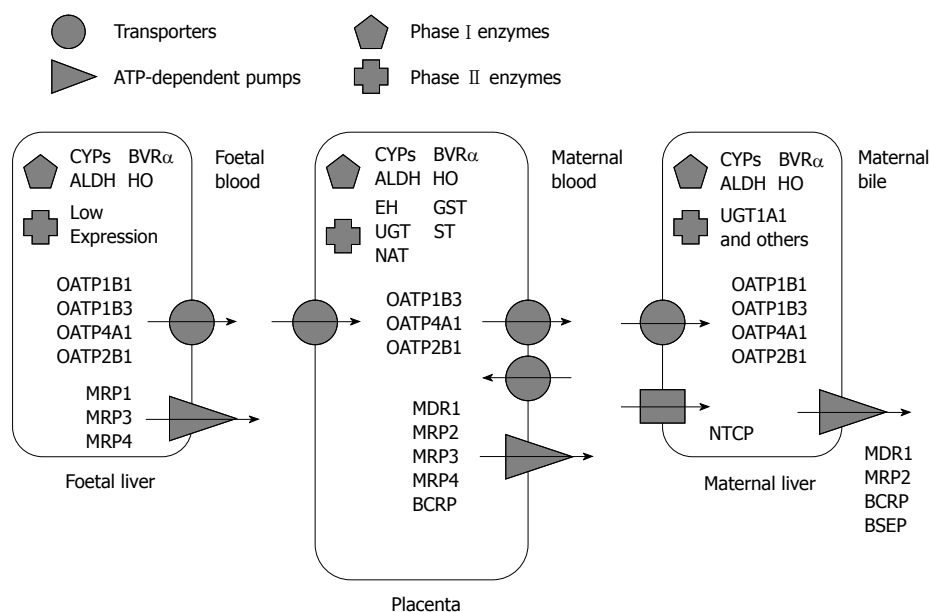 Transporters
Phase I enzymes
ATP-dependent pumps
Phase II enzymes
CYPs BVRα
ALDH HO
Low
Expression
OATP1B1
OATP1B3
OATP4A1
OATP2B1
MRP1
MRP3
MRP4
Foetal liver
Foetal
blood
CYPs BVRα
ALDH HO
EH GST
UGT ST
NAT
OATP1B3
OATP4A1
OATP2B1
MDR1
MRP2
MRP3
MRP4
BCRP
Placenta
Maternal
blood
CYPs BVRα
ALDH HO
UGT1A1
and others
OATP1B1
OATP1B3
OATP4A1
OATP2B1
NTCP
Maternal liver
Maternal
bile
MDR1
MRP2
BCRP
BSEP